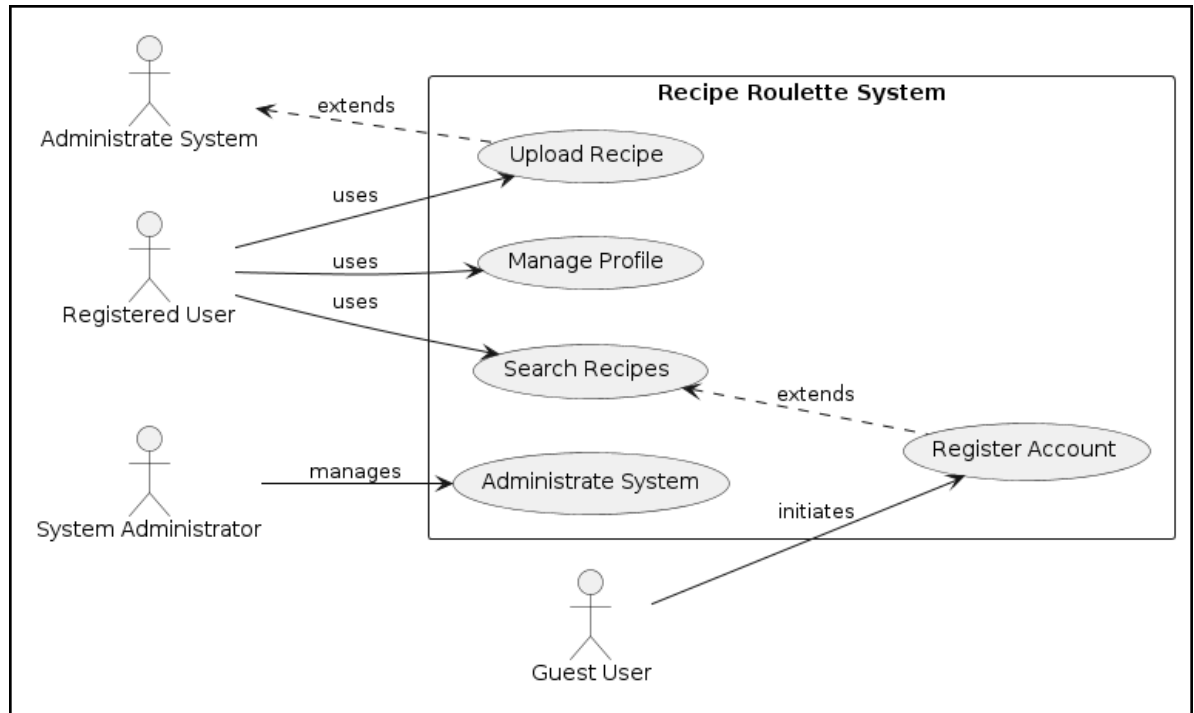 Recipe Roulette System
extends
Administrate System
Upload Recipe
uses
uses
Manage Profile
Registered User
uses
Search Recipes
extends
Register Account
manages
Administrate System
System Administrator
initiates
Guest User